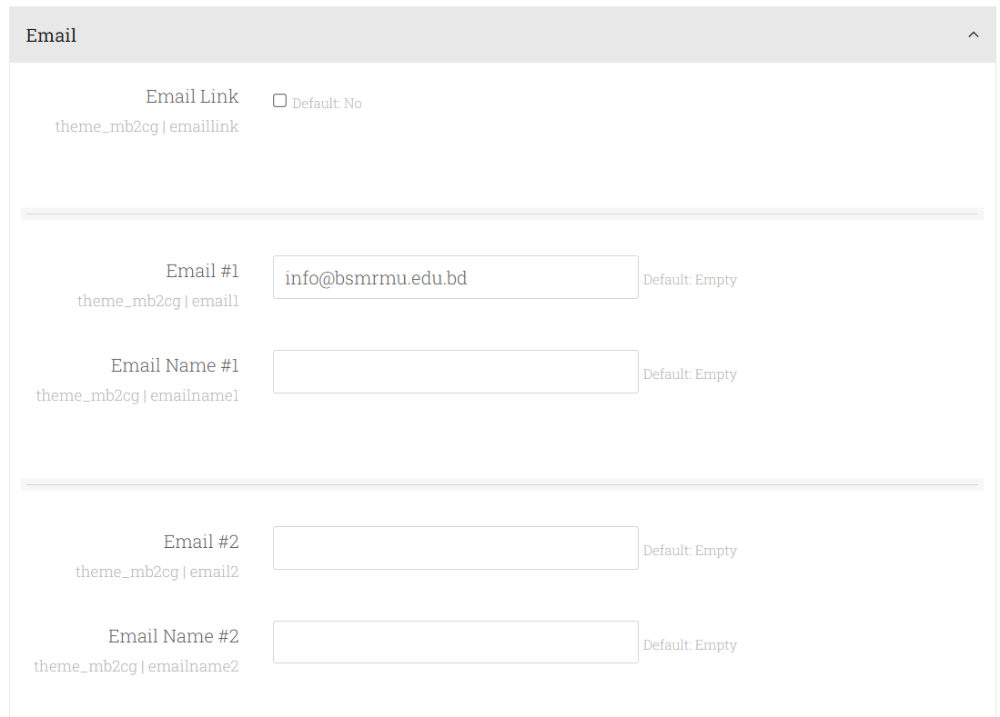 Email
Email Link
Default: No
theme_mb2cg | emaillink
Email #1
info@bsmrmu.edu.bd
Default: Empty
theme_mb2cg | email1
Email Name #1
Default: Empty
theme_mb2cg | emailname1
Email #2
Default: Empty
theme_mb2cg | email2
Email Name #2
Default: Empty
theme_mb2cg | emailname2